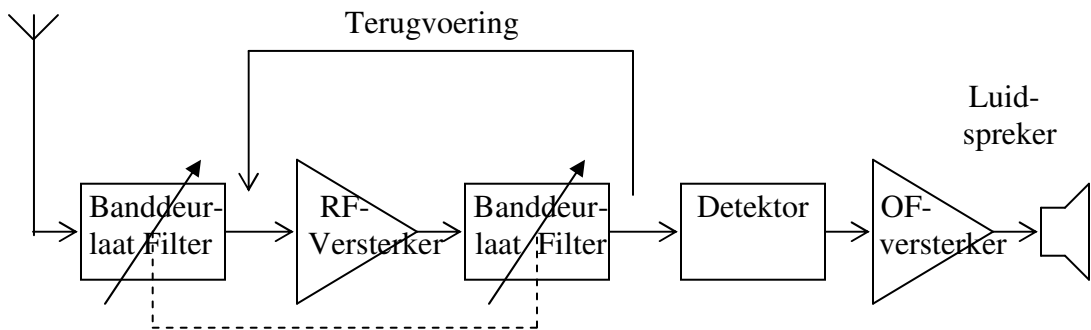 Terugvoering
Luid-
spreker
Banddeur-
laat Filter
RF-
Versterker
Banddeur-
laat Filter
Detektor
OF-
versterker